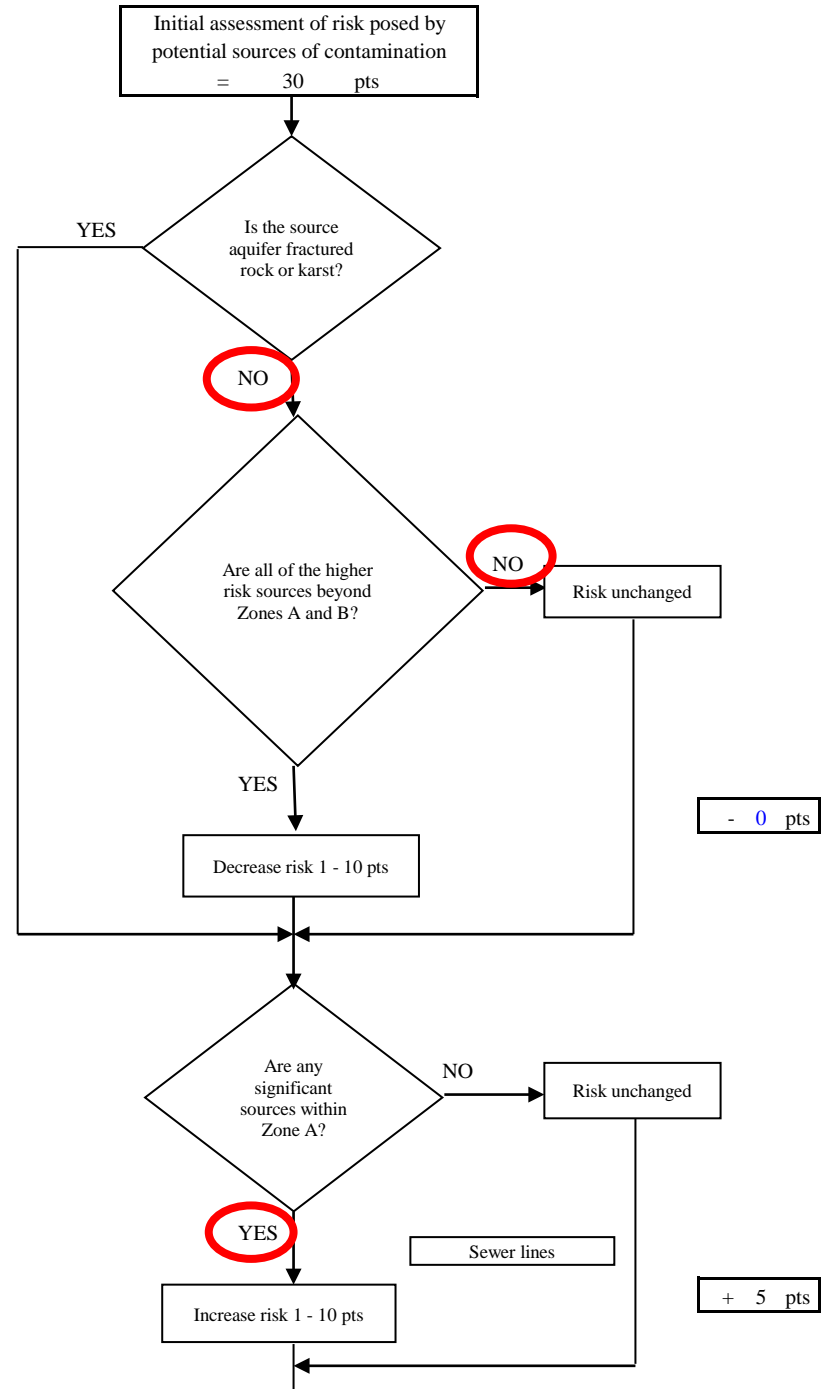 Initial assessment of risk posed by
potential sources of contamination
= 30 pts
YES
Is the source
aquifer fractured
rock or karst?
NO
Are all of the higher
risk sources beyond
Zones A and B?
NO
Risk unchanged
YES
- 0 pts
Decrease risk 1 - 10 pts
Are any
significant
sources within
Zone A?
NO
Risk unchanged
YES
Sewer lines
Increase risk 1 - 10 pts
+ 5 pts